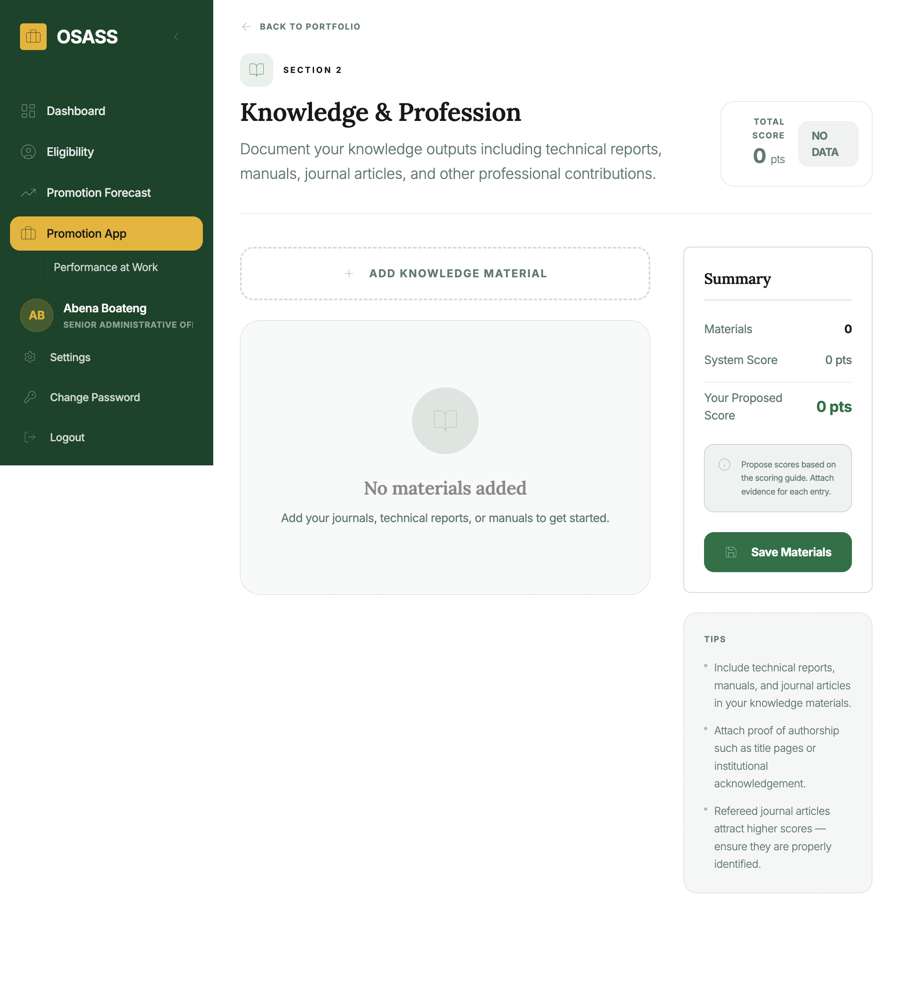 OSASS
Dashboard
Eligibility
Promotion Forecast
Promotion App
Performance at Work
AB
Abena Boateng
SENIOR ADMINISTRATIVE OF
Settings
Change Password
Logout
BACK TO PORTFOLIO
SECTION 2
Knowledge & Profession
Document your knowledge outputs including technical reports,
manuals, journal articles, and other professional contributions.
TOTAL
SCORE
0 pts
NO
DATA
ADD KNOWLEDGE MATERIAL
No materials added
Add your journals, technical reports, or manuals to get started.
Summary
Materials 0
System Score 0 pts
Your Proposed
Score
0 pts
Propose scores based on
the scoring guide. Attach
evidence for each entry.
Save Materials
TIPS
Include technical reports,
manuals, and journal articles
in your knowledge materials.
Attach proof of authorship
such as title pages or
institutional
acknowledgement.
Refereed journal articles
attract higher scores —
ensure they are properly
identified.